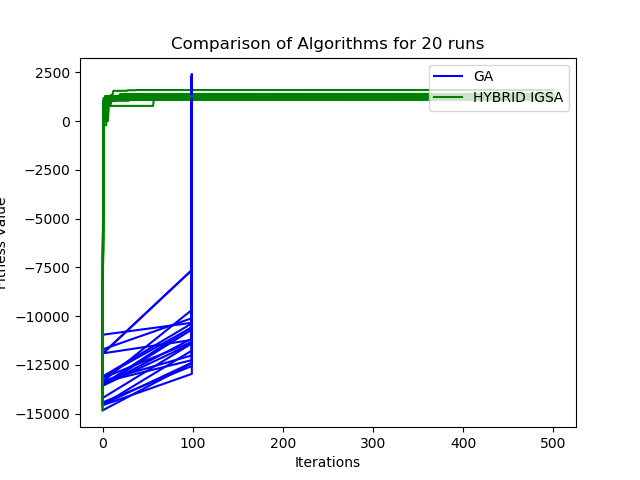 Comparison of Algorithms for 20 runs
GA
HYBRID IGSA
2500
0
−2500
−5000
−7500
−10000
−12500
−15000
Fitness Value
0 100 200 300 400 500
Iterations